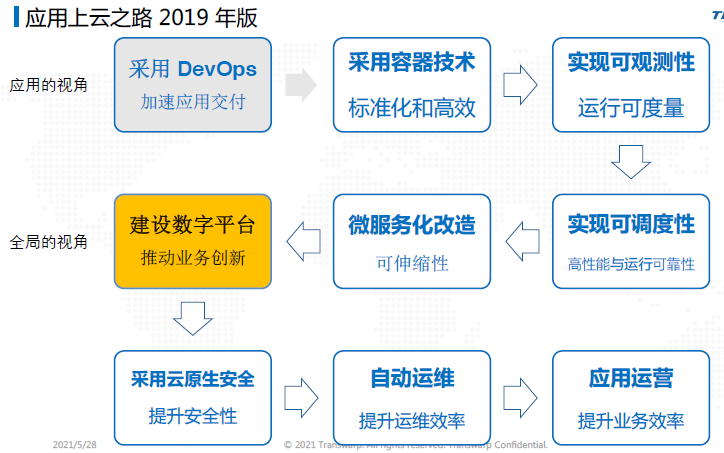 应用上云之路 2019 年版
应用的视角
采用 DevOps
加速应用交付
采用容器技术
标准化和高效
实现可观测性
运行可度量
全局的视角
建设数字平台
推动业务创新
微服务化改造
可伸缩性
实现可调度性
高性能与运行可靠性
采用云原生安全
提升安全性
自动运维
提升运维效率
应用运营
提升业务效率
2021/5/28
© 2021 Transwarp. All rights reserved. Transwarp Confidential.